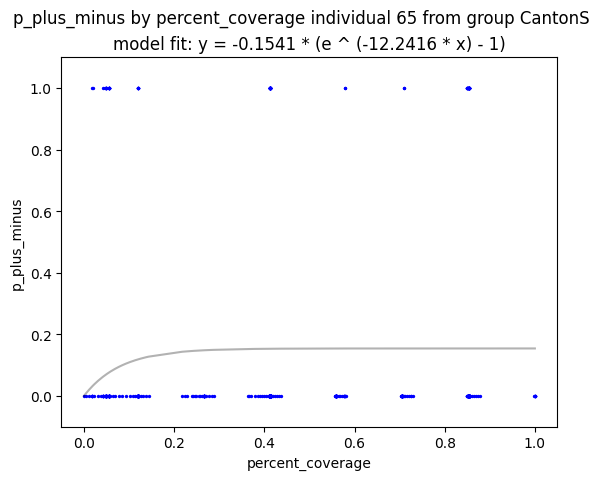 p_plus_minus by percent_coverage individual 65 from group CantonS
model fit: y = -0.1541 * (e ^ (-12.2416 * x) - 1)
1.0
0.8
0.6
0.4
0.2
0.0
p_plus_minus
0.0 0.2 0.4 0.6 0.8 1.0
percent_coverage